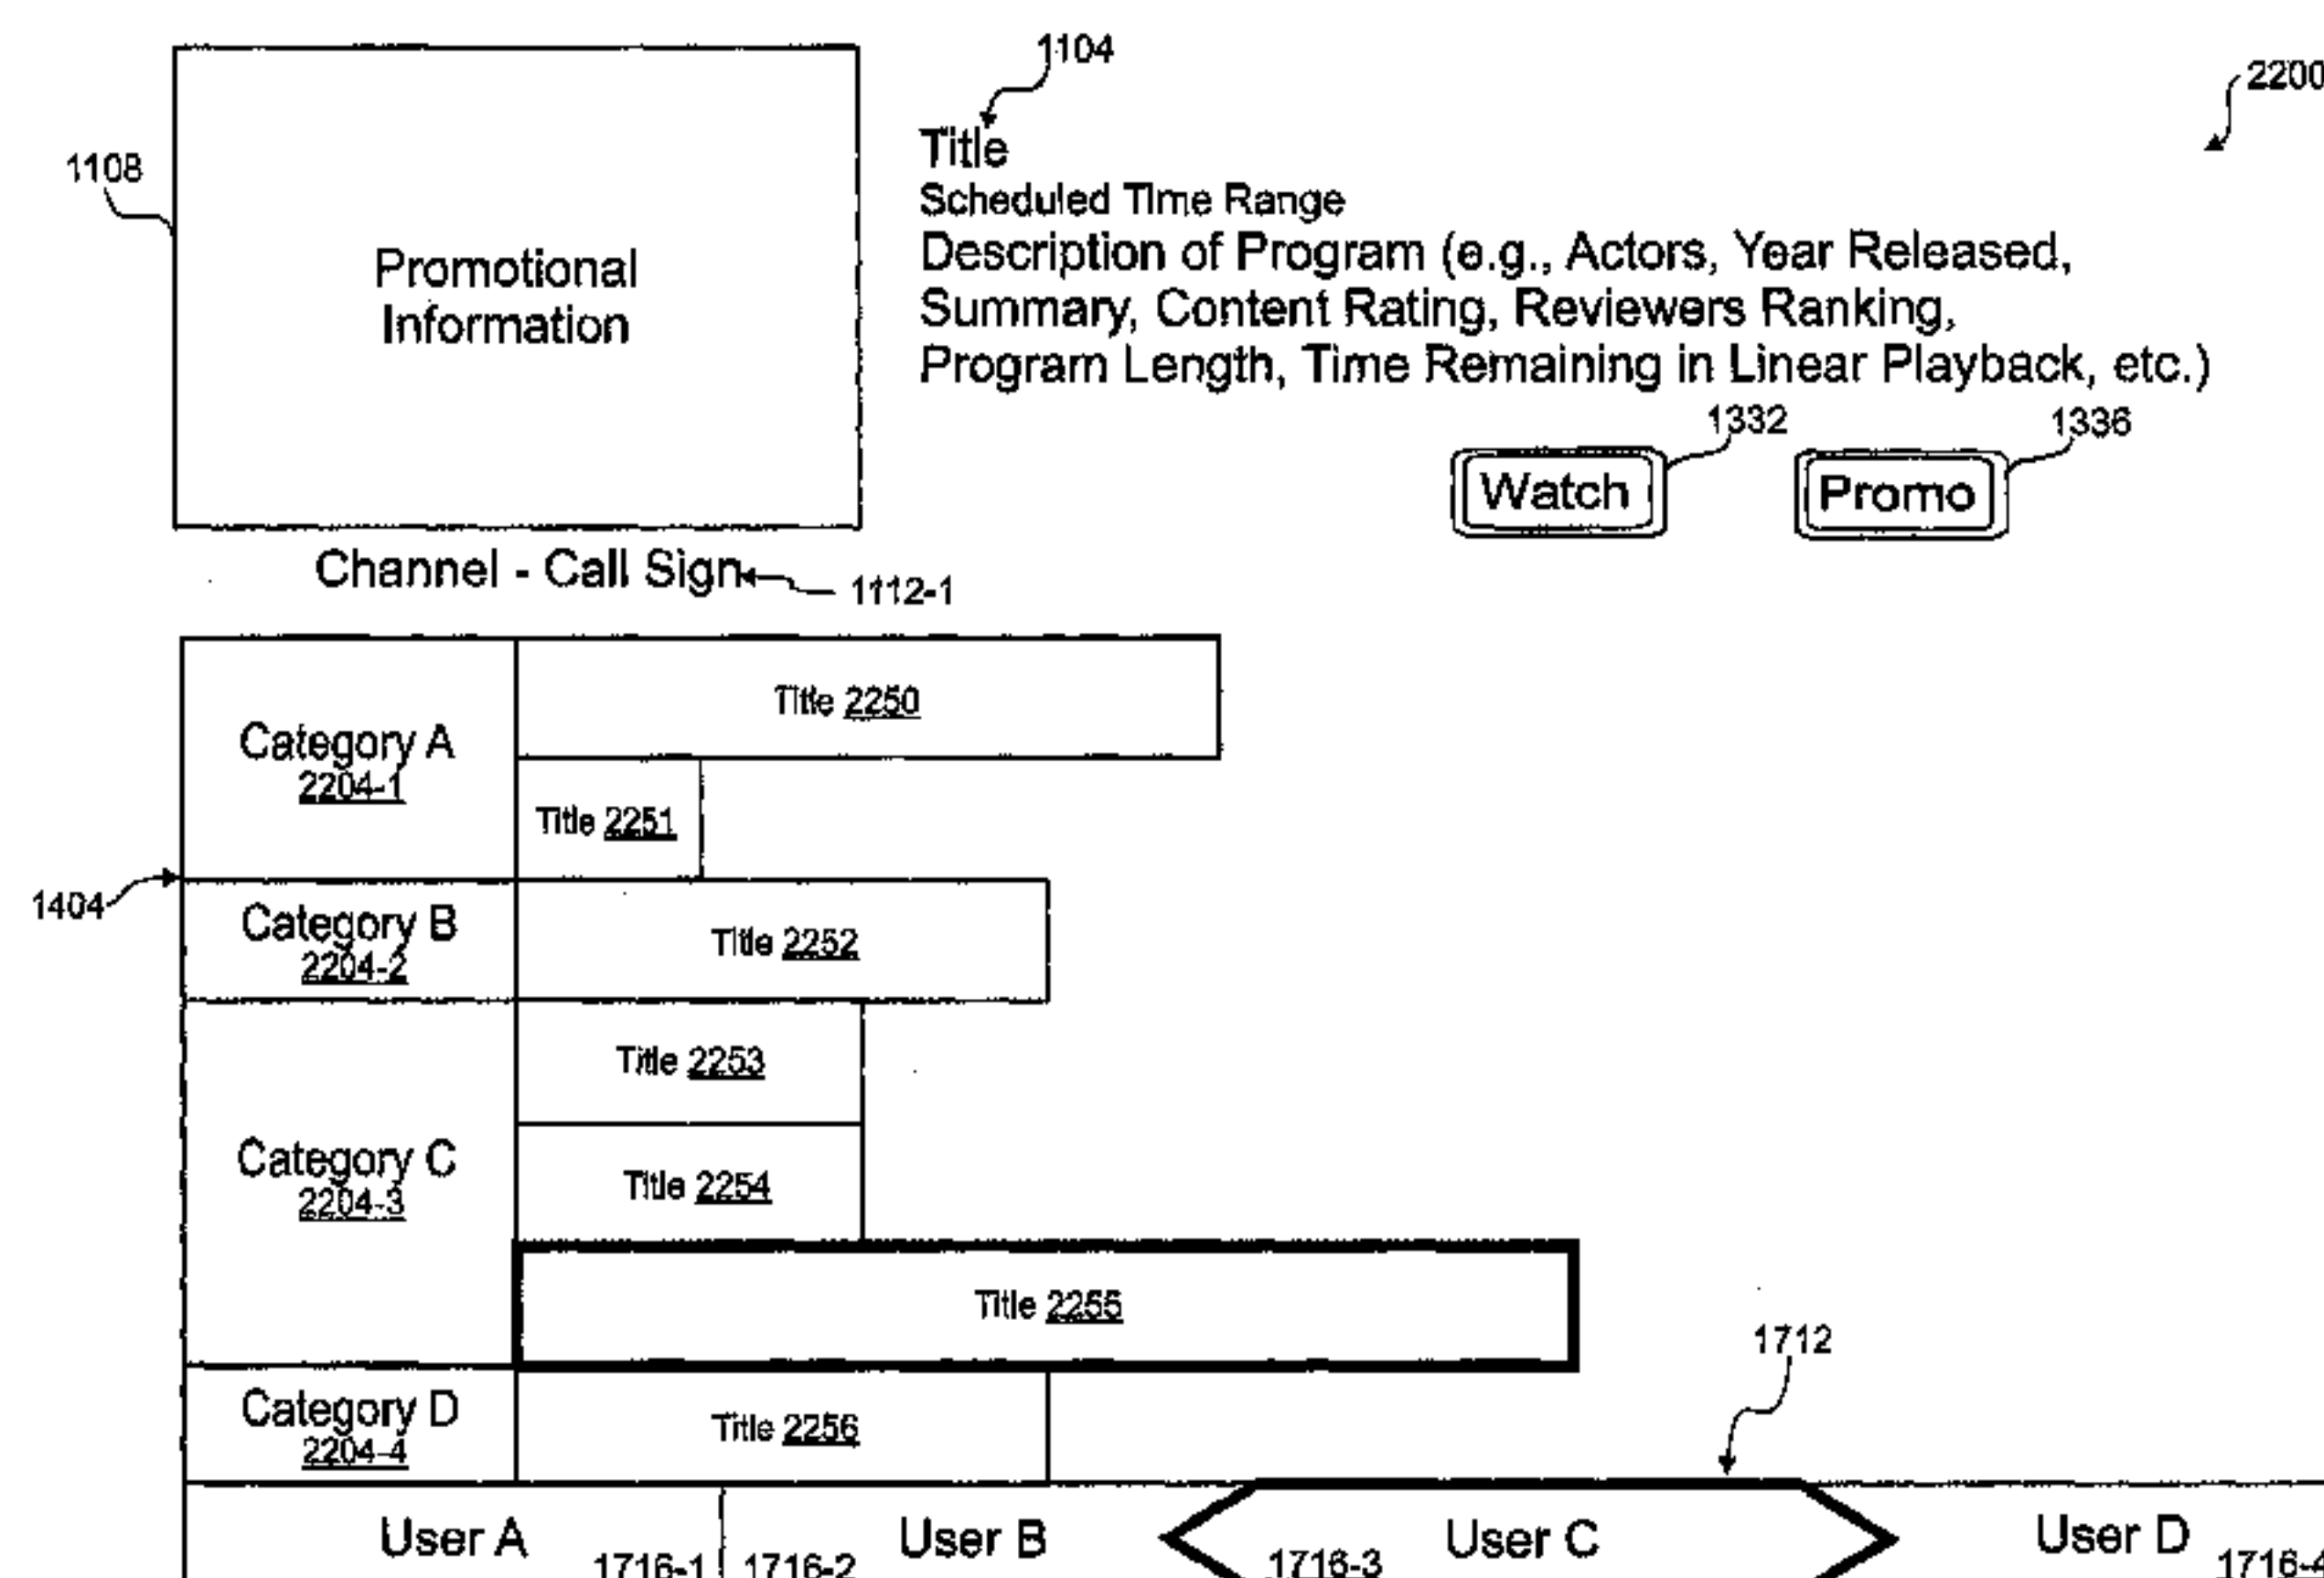 1104
2200
1108
Promotional
Information
Title
Scheduled Time Range
Description of Program (e.g., Actors, Year Released,
Summary, Content Rating, Reviewers Ranking,
Program Length, Time Remaining in Linear Playback, etc.)
1332
1336
Watch
Promo
Channel - Call Sign
1112-1
Category A
2204-1
Title 2250
Title 2251
1404
Category B
2204-2
Title 2252
Category C
2204-3
Title 2253
Title 2254
Title 2255
1712
Category D
2204-4
Title 2256
User A
1716-1
1716-2
User B
1716-3
User C
User D
1716-4